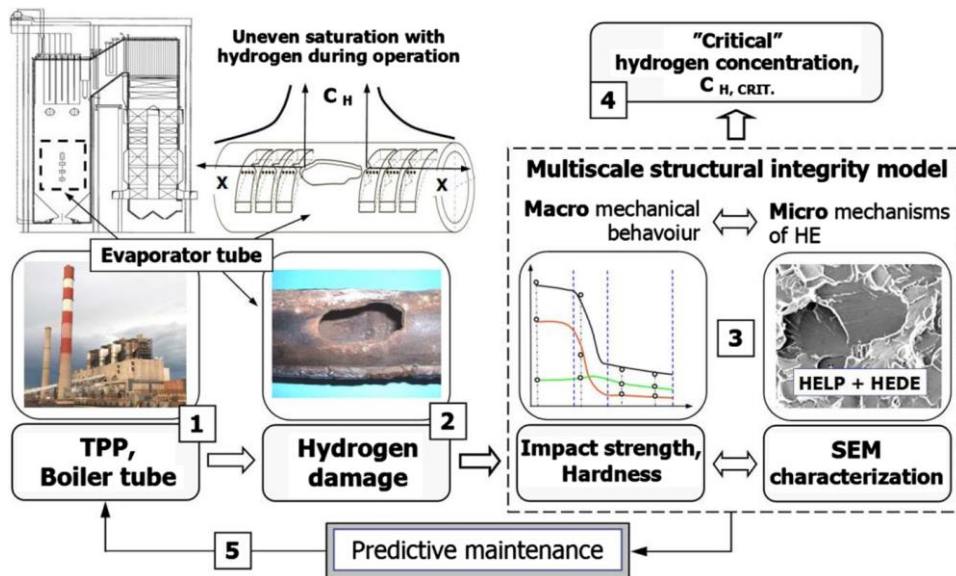 Uneven saturation with
hydrogen during operation
C H
X
X
Evaporator tube
"Critical"
hydrogen concentration,
C H, CRIT.
4
Multiscale structural integrity model
Macro mechanical
behavoiur
Micro mechanisms
of HE
3
HELP + HEDE
1
TPP,
Boiler tube
2
Hydrogen
damage
Impact strength,
Hardness
SEM
characterization
5
Predictive maintenance